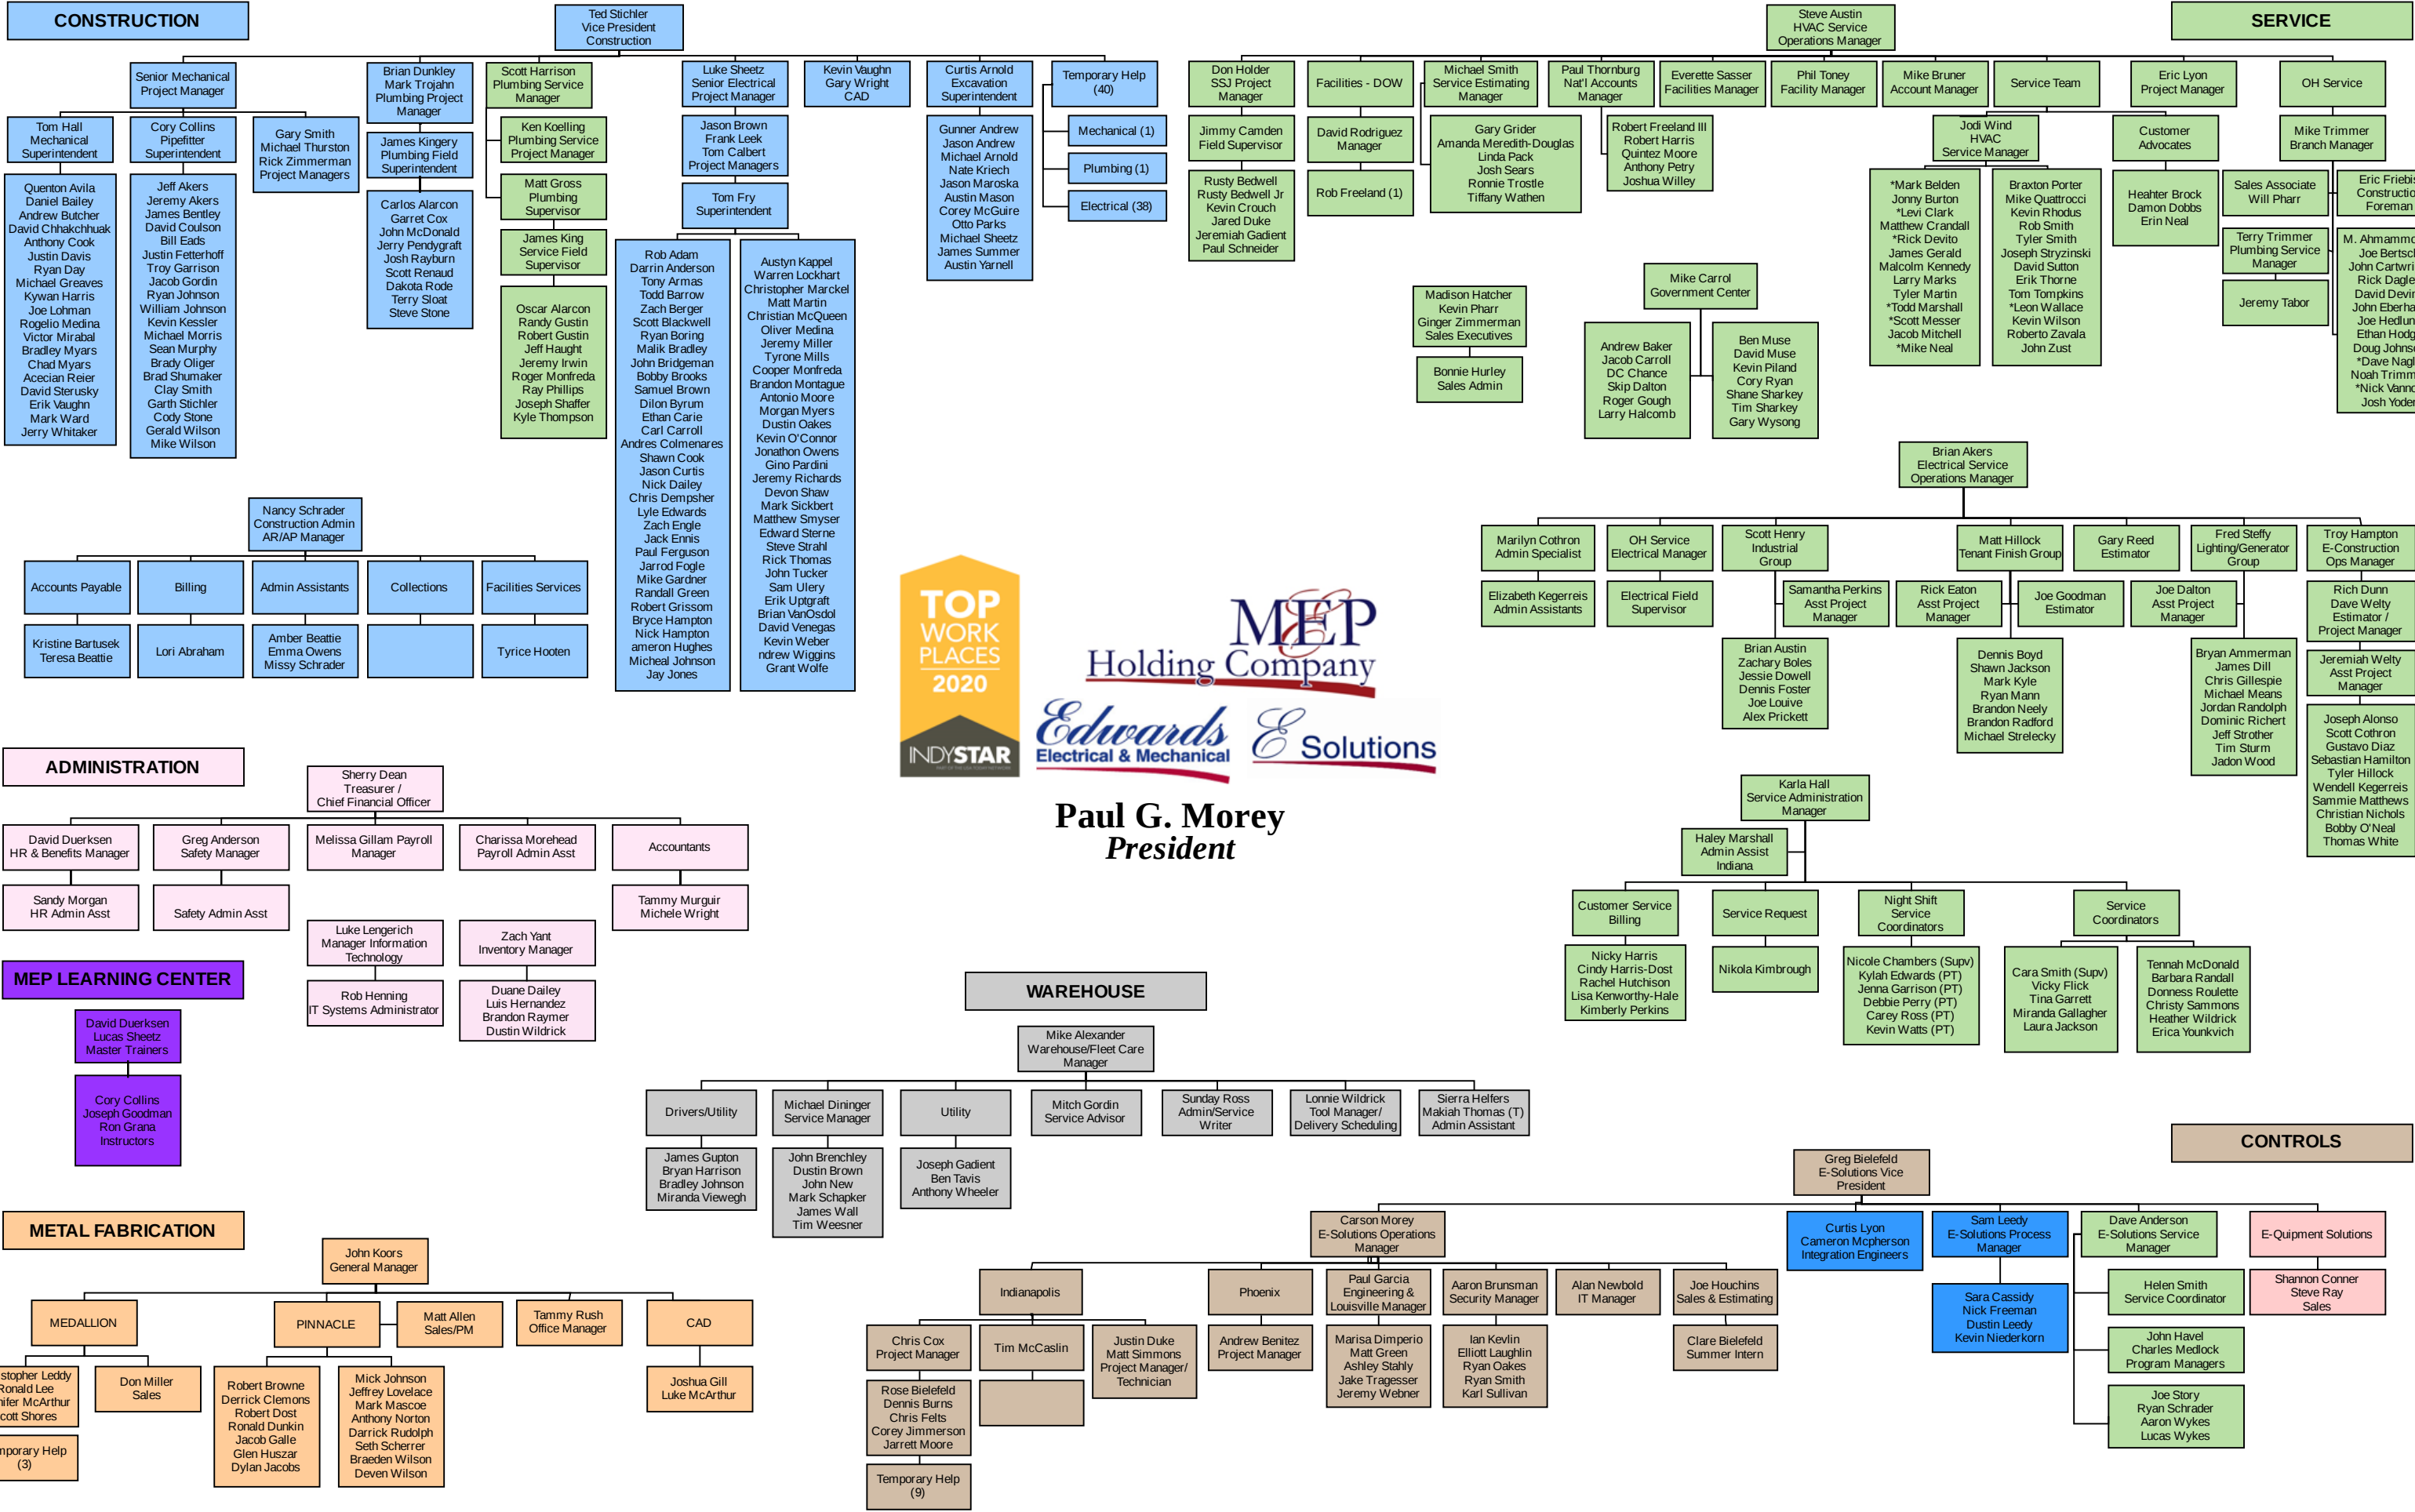 CONSTRUCTION
Ted Stichler
Vice President
Construction
Senior Mechanical
Project Manager
Tom Hall
Mechanical
Superintendent
Quenton Avila
Daniel Bailey
Andrew Butcher
David Chhakchhuak
Anthony Cook
Justin Davis
Ryan Day
Michael Greaves
Kywan Harris
Joe Lohman
Rogelio Medina
Victor Mirabal
Bradley Myars
Chad Myars
Acecian Reier
David Sterusky
Erik Vaughn
Mark Ward
Jerry Whitaker
Cory Collins
Pipefitter
Superintendent
Jeff Akers
Jeremy Akers
James Bentley
David Coulson
Bill Eads
Justin Fetterhoff
Troy Garrison
Jacob Gordin
Ryan Johnson
William Johnson
Kevin Kessler
Michael Morris
Sean Murphy
Brady Oliger
Brad Shumaker
Clay Smith
Garth Stichler
Cody Stone
Gerald Wilson
Mike Wilson
Gary Smith
Michael Thurston
Rick Zimmerman
Project Managers
Brian Dunkley
Mark Trojahn
Plumbing Project
Manager
James Kingery
Plumbing Field
Superintendent
Carlos Alarcon
Garret Cox
John McDonald
Jerry Pendygraft
Josh Rayburn
Scott Renaud
Dakota Rode
Terry Sloat
Steve Stone
Scott Harrison
Plumbing Service
Manager
Ken Koelling
Plumbing Service
Project Manager
Matt Gross
Plumbing
Supervisor
James King
Service Field
Supervisor
Oscar Alarcon
Randy Gustin
Robert Gustin
Jeff Haught
Jeremy Irwin
Roger Monfreda
Ray Phillips
Joseph Shaffer
Kyle Thompson
Luke Sheetz
Senior Electrical
Project Manager
Jason Brown
Frank Leek
Tom Calbert
Project Managers
Tom Fry
Superintendent
Rob Adam
Darrin Anderson
Tony Armas
Todd Barrow
Zach Berger
Scott Blackwell
Ryan Boring
Malik Bradley
John Bridgeman
Bobby Brooks
Samuel Brown
Dilon Byrum
Ethan Carie
Carl Carroll
Andres Colmenares
Shawn Cook
Jason Curtis
Nick Dailey
Chris Dempsher
Lyle Edwards
Zach Engle
Jack Ennis
Paul Ferguson
Jarrod Fogle
Mike Gardner
Randall Green
Robert Grissom
Bryce Hampton
Nick Hampton
ameron Hughes
Micheal Johnson
Jay Jones
Austyn Kappel
Warren Lockhart
Christopher Marckel
Matt Martin
Christian McQueen
Oliver Medina
Jeremy Miller
Tyrone Mills
Cooper Monfreda
Brandon Montague
Antonio Moore
Morgan Myers
Dustin Oakes
Kevin O'Connor
Jonathon Owens
Gino Pardini
Jeremy Richards
Devon Shaw
Mark Sickbert
Matthew Smyser
Edward Sterne
Steve Strahl
Rick Thomas
John Tucker
Sam Ulery
Erik Uptgraft
Brian VanOsdol
David Venegas
Kevin Weber
ndrew Wiggins
Grant Wolfe
Kevin Vaughn
Gary Wright
CAD
Curtis Arnold
Excavation
Superintendent
Gunner Andrew
Jason Andrew
Michael Arnold
Nate Kriech
Jason Maroska
Austin Mason
Corey McGuire
Otto Parks
Michael Sheetz
James Summer
Austin Yarnell
Temporary Help
(40)
Mechanical (1)
Plumbing (1)
Electrical (38)
Nancy Schrader
Construction Admin
AR/AP Manager
Accounts Payable
Kristine Bartusek
Teresa Beattie
Billing
Lori Abraham
Admin Assistants
Amber Beattie
Emma Owens
Missy Schrader
Collections
Facilities Services
Tyrice Hooten
SERVICE
Steve Austin
HVAC Service
Operations Manager
Don Holder
SSJ Project
Manager
Jimmy Camden
Field Supervisor
Rusty Bedwell
Rusty Bedwell Jr
Kevin Crouch
Jared Duke
Jeremiah Gadient
Paul Schneider
Facilities - DOW
David Rodriguez
Manager
Rob Freeland (1)
Michael Smith
Service Estimating
Manager
Gary Grider
Amanda Meredith-Douglas
Linda Pack
Josh Sears
Ronnie Trostle
Tiffany Wathen
Paul Thornburg
Nat'l Accounts
Manager
Robert Freeland III
Robert Harris
Quintez Moore
Anthony Petry
Joshua Willey
Everette Sasser
Facilities Manager
Phil Toney
Facility Manager
Mike Bruner
Account Manager
Service Team
Jodi Wind
HVAC
Service Manager
*Mark Belden
Jonny Burton
*Levi Clark
Matthew Crandall
*Rick Devito
James Gerald
Malcolm Kennedy
Larry Marks
Tyler Martin
*Todd Marshall
*Scott Messer
Jacob Mitchell
*Mike Neal
Braxton Porter
Mike Quattrocci
Kevin Rhodus
Rob Smith
Tyler Smith
Joseph Stryzinski
David Sutton
Erik Thorne
Tom Tompkins
*Leon Wallace
Kevin Wilson
Roberto Zavala
John Zust
Customer
Advocates
Heahter Brock
Damon Dobbs
Erin Neal
Eric Lyon
Project Manager
OH Service
Mike Trimmer
Branch Manager
Sales Associate
Will Pharr
Terry Trimmer
Plumbing Service
Manager
Jeremy Tabor
Eric Friebis
Constructio
Foreman
M. Ahmammo
Joe Bertsc
John Cartwri
Rick Dagle
David Devin
John Eberha
Joe Hedlun
Ethan Hodg
Doug Johns
*Dave Nagl
Noah Trimm
*Nick Vanno
Josh Yoder
Madison Hatcher
Kevin Pharr
Ginger Zimmerman
Sales Executives
Bonnie Hurley
Sales Admin
Mike Carrol
Government Center
Andrew Baker
Jacob Carroll
DC Chance
Skip Dalton
Roger Gough
Larry Halcomb
Ben Muse
David Muse
Kevin Piland
Cory Ryan
Shane Sharkey
Tim Sharkey
Gary Wysong
Brian Akers
Electrical Service
Operations Manager
Marilyn Cothron
Admin Specialist
Elizabeth Kegerreis
Admin Assistants
OH Service
Electrical Manager
Electrical Field
Supervisor
Scott Henry
Industrial
Group
Samantha Perkins
Asst Project
Manager
Brian Austin
Zachary Boles
Jessie Dowell
Dennis Foster
Joe Louive
Alex Prickett
Matt Hillock
Tenant Finish Group
Rick Eaton
Asst Project
Manager
Joe Goodman
Estimator
Dennis Boyd
Shawn Jackson
Mark Kyle
Ryan Mann
Brandon Neely
Brandon Radford
Michael Strelecky
Gary Reed
Estimator
Fred Steffy
Lighting/Generator
Group
Joe Dalton
Asst Project
Manager
Bryan Ammerman
James Dill
Chris Gillespie
Michael Means
Jordan Randolph
Dominic Richert
Jeff Strother
Tim Sturm
Jadon Wood
Troy Hampton
E-Construction
Ops Manager
Rich Dunn
Dave Welty
Estimator /
Project Manager
Jeremiah Welty
Asst Project
Manager
Joseph Alonso
Scott Cothron
Gustavo Diaz
Sebastian Hamilton
Tyler Hillock
Wendell Kegerreis
Sammie Matthews
Christian Nichols
Bobby O'Neal
Thomas White
TOP
WORK
PLACES
2020
INDYSTAR
MEP
Holding Company
Edwards
Electrical & Mechanical
E Solutions
Paul G. Morey
President
Karla Hall
Service Administration
Manager
Haley Marshall
Admin Assist
Indiana
Customer Service
Billing
Nicky Harris
Cindy Harris-Dost
Rachel Hutchison
Lisa Kenworthy-Hale
Kimberly Perkins
Service Request
Nikola Kimbrough
Night Shift
Service
Coordinators
Nicole Chambers (Supv)
Kylah Edwards (PT)
Jenna Garrison (PT)
Debbie Perry (PT)
Carey Ross (PT)
Kevin Watts (PT)
Service
Coordinators
Cara Smith (Supv)
Vicky Flick
Tina Garrett
Miranda Gallagher
Laura Jackson
Tennah McDonald
Barbara Randall
Donness Roulette
Christy Sammons
Heather Wildrick
Erica Younkvich
ADMINISTRATION
Sherry Dean
Treasurer /
Chief Financial Officer
David Duerksen
HR & Benefits Manager
Sandy Morgan
HR Admin Asst
Greg Anderson
Safety Manager
Safety Admin Asst
Melissa Gillam Payroll
Manager
Charissa Morehead
Payroll Admin Asst
Accountants
Tammy Murguir
Michele Wright
Luke Lengerich
Manager Information
Technology
Rob Henning
IT Systems Administrator
Zach Yant
Inventory Manager
Duane Dailey
Luis Hernandez
Brandon Raymer
Dustin Wildrick
MEP LEARNING CENTER
David Duerksen
Lucas Sheetz
Master Trainers
Cory Collins
Joseph Goodman
Ron Grana
Instructors
WAREHOUSE
Mike Alexander
Warehouse/Fleet Care
Manager
Drivers/Utility
James Gupton
Bryan Harrison
Bradley Johnson
Miranda Viewegh
Michael Dininger
Service Manager
John Brenchley
Dustin Brown
John New
Mark Schapker
James Wall
Tim Weesner
Utility
Joseph Gadient
Ben Tavis
Anthony Wheeler
Mitch Gordin
Service Advisor
Sunday Ross
Admin/Service
Writer
Lonnie Wildrick
Tool Manager/
Delivery Scheduling
Sierra Helfers
Makiah Thomas (T)
Admin Assistant
METAL FABRICATION
John Koors
General Manager
MEDALLION
stopher Leddy
Ronald Lee
nifer McArthur
cott Shores
mporary Help
(3)
Don Miller
Sales
PINNACLE
Matt Allen
Sales/PM
Robert Browne
Derrick Clemons
Robert Dost
Ronald Dunkin
Jacob Galle
Glen Huszar
Dylan Jacobs
Mick Johnson
Jeffrey Lovelace
Mark Mascoe
Anthony Norton
Darrick Rudolph
Seth Scherrer
Braeden Wilson
Deven Wilson
Tammy Rush
Office Manager
CAD
Joshua Gill
Luke McArthur
CONTROLS
Greg Bielefeld
E-Solutions Vice
President
Carson Morey
E-Solutions Operations
Manager
Indianapolis
Chris Cox
Project Manager
Rose Bielefeld
Dennis Burns
Chris Felts
Corey Jimmerson
Jarrett Moore
Temporary Help
(9)
Tim McCaslin
Justin Duke
Matt Simmons
Project Manager/
Technician
Phoenix
Andrew Benitez
Project Manager
Paul Garcia
Engineering &
Louisville Manager
Marisa Dimperio
Matt Green
Ashley Stahly
Jake Tragesser
Jeremy Webner
Aaron Brunsman
Security Manager
Ian Kevlin
Elliott Laughlin
Ryan Oakes
Ryan Smith
Karl Sullivan
Alan Newbold
IT Manager
Joe Houchins
Sales & Estimating
Clare Bielefeld
Summer Intern
Curtis Lyon
Cameron Mcpherson
Integration Engineers
Sam Leedy
E-Solutions Process
Manager
Sara Cassidy
Nick Freeman
Dustin Leedy
Kevin Niederkorn
Dave Anderson
E-Solutions Service
Manager
Helen Smith
Service Coordinator
John Havel
Charles Medlock
Program Managers
Joe Story
Ryan Schrader
Aaron Wykes
Lucas Wykes
E-Quipment Solutions
Shannon Conner
Steve Ray
Sales